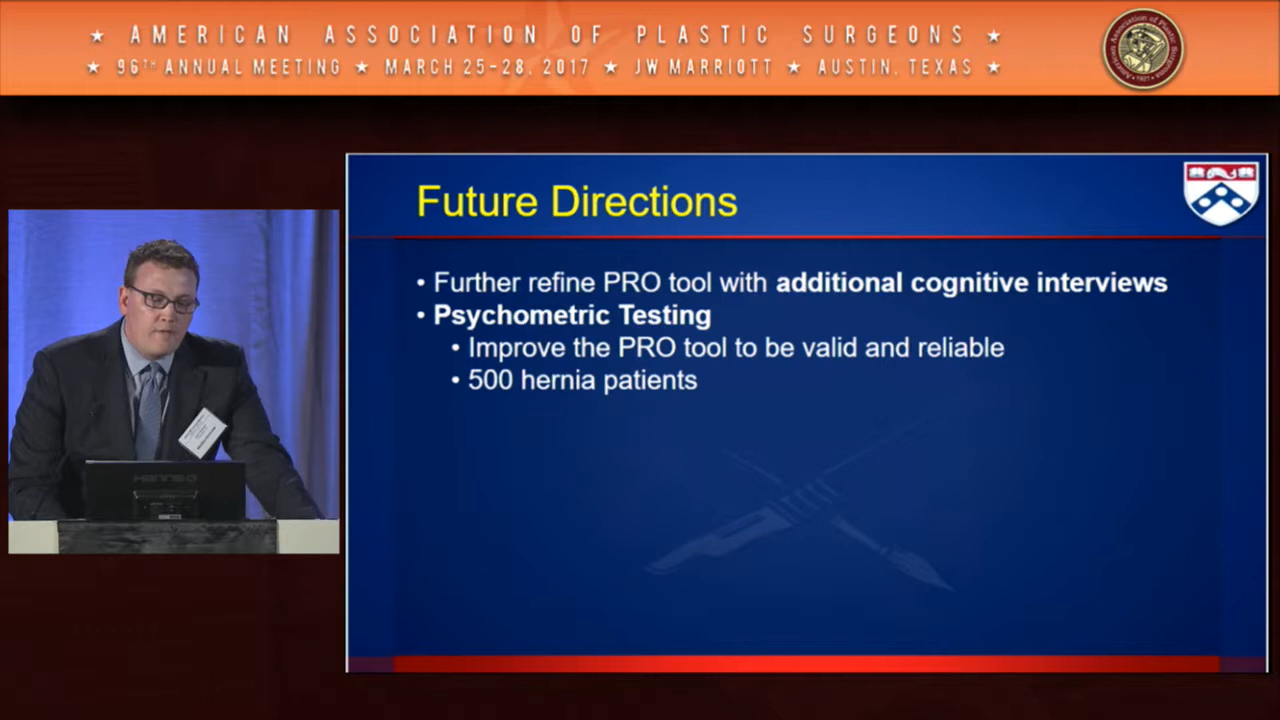 ★ AMERICAN ASSOCIATION OF PLASTIC SURGEONS ★
★ 96TH ANNUAL MEETING ★ MARCH 25-28, 2017 ★ JW MARRIOTT ★ AUSTIN, TEXAS ★
Future Directions
• Further refine PRO tool with additional cognitive interviews
• Psychometric Testing
• Improve the PRO tool to be valid and reliable
• 500 hernia patients